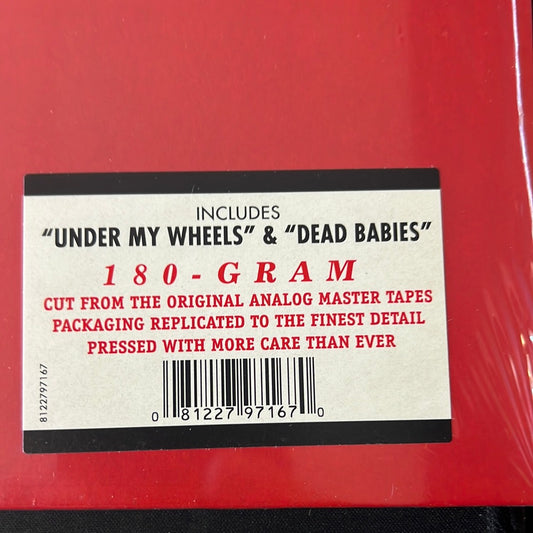 INCLUDES
“UNDER MY WHEELS” & “DEAD BABIES”
180-GRAM
CUT FROM THE ORIGINAL ANALOG MASTER TAPES
PACKAGING REPLICATED TO THE FINEST DETAIL
PRESSED WITH MORE CARE THAN EVER
8122797167
0 81227 97167 0